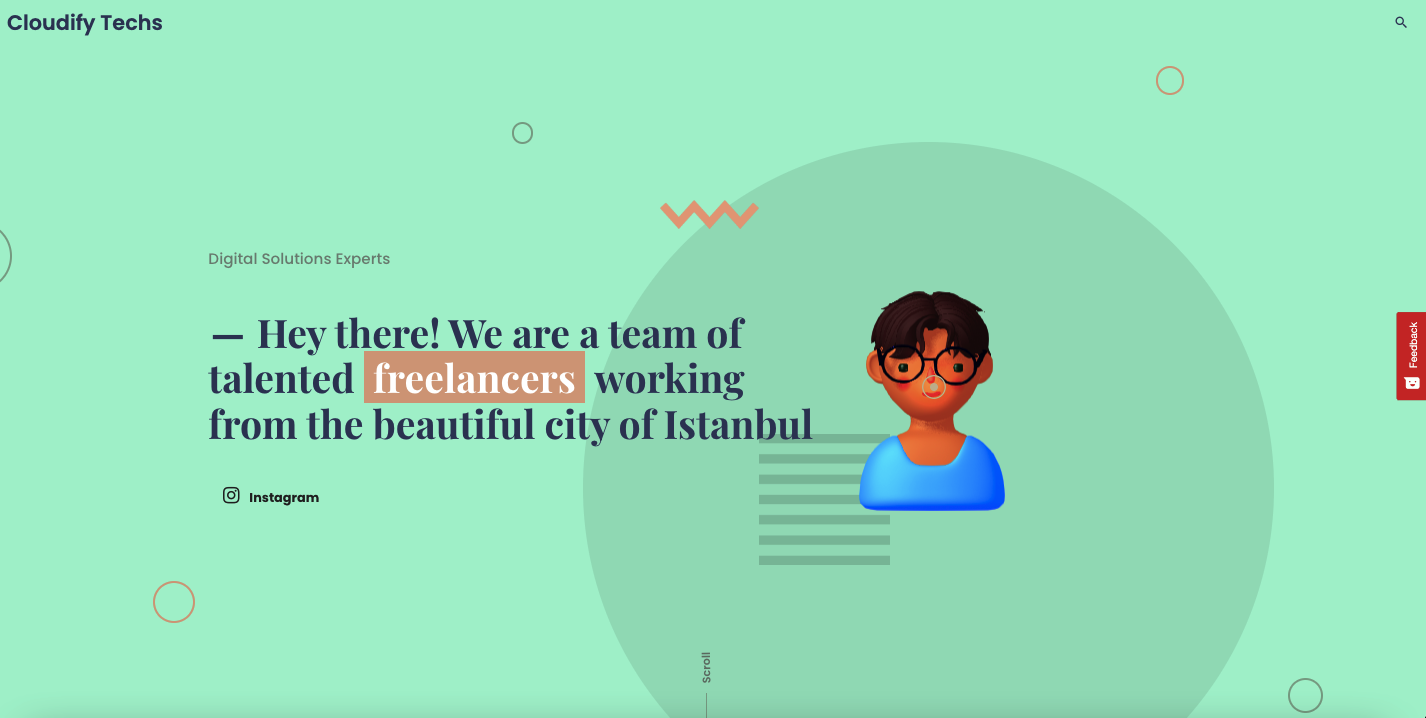 Cloudify Techs
Digital Solutions Experts
— Hey there! We are a team of
talented freelancers working
from the beautiful city of Istanbul
Instagram
Feedback
Scroll